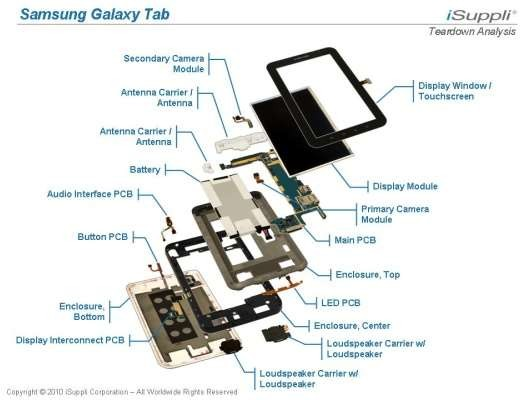 Samsung Galaxy Tab
iSuppli®
Teardown Analysis
Secondary Camera
Module
Antenna Carrier /
Antenna
Display Window /
Touchscreen
Antenna Carrier /
Antenna
Battery
Display Module
Audio Interface PCB
Primary Camera
Module
Button PCB
Main PCB
Enclosure, Top
Enclosure,
Bottom
LED PCB
Enclosure, Center
Display Interconnect PCB
Loudspeaker Carrier w/
Loudspeaker
Loudspeaker Carrier w/
Loudspeaker
Copyright © 2010 iSuppli Corporation – All Worldwide Rights Reserved